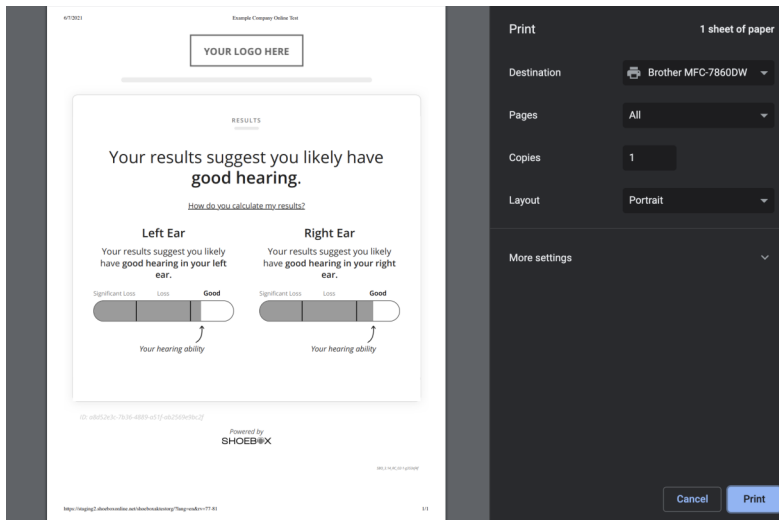 4/7/2021 Example Company Online Test
YOUR LOGO HERE
RESULTS
Your results suggest you likely have
good hearing.
How do you calculate my results?
Left Ear
Your results suggest you likely
have good hearing in your left
ear.
Significant Loss Loss Good
Your hearing ability
Right Ear
Your results suggest you likely
have good hearing in your right
ear.
Significant Loss Loss Good
Your hearing ability
Powered by
SHOEBOX
1/1
Print 1 sheet of paper
Destination Brother MFC-7860DW
Pages All
Copies 1
Layout Portrait
More settings
Cancel Print